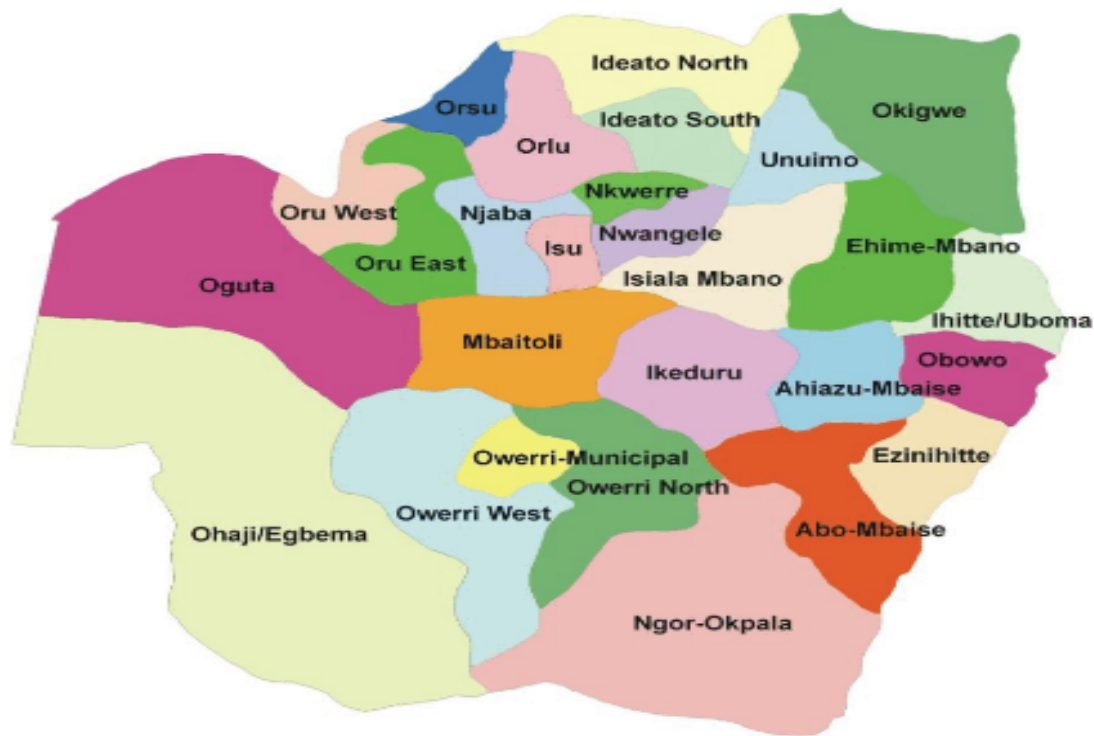 Ideato North
Orsu
Okigwe
Ideato South
Orlu
Unuimo
Nkwerre
Oru West
Njaba
Nwangele
Isu
Ehime-Mbano
Oru East
Oguta
Isiala Mbano
Ihitte/Uboma
Mbaitoli
Obowo
Ikeduru
Ahiazu-Mbaise
Owerri-Municipal
Ezinihitte
Owerri North
Owerri West
Ohaji/Egbema
Abo-Mbaise
Ngor-Okpala